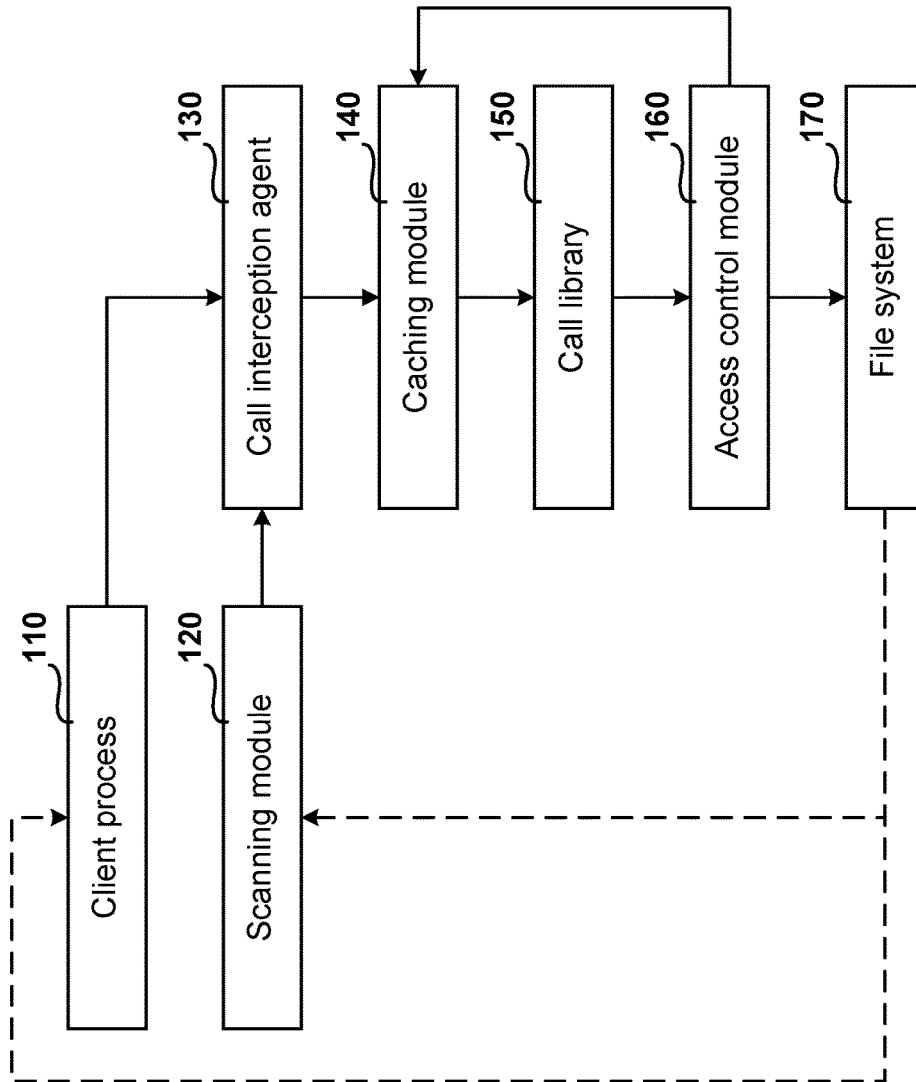 110
Client process
120
Scanning module
130
Call interception agent
140
Caching module
150
Call library
160
Access control module
170
File system